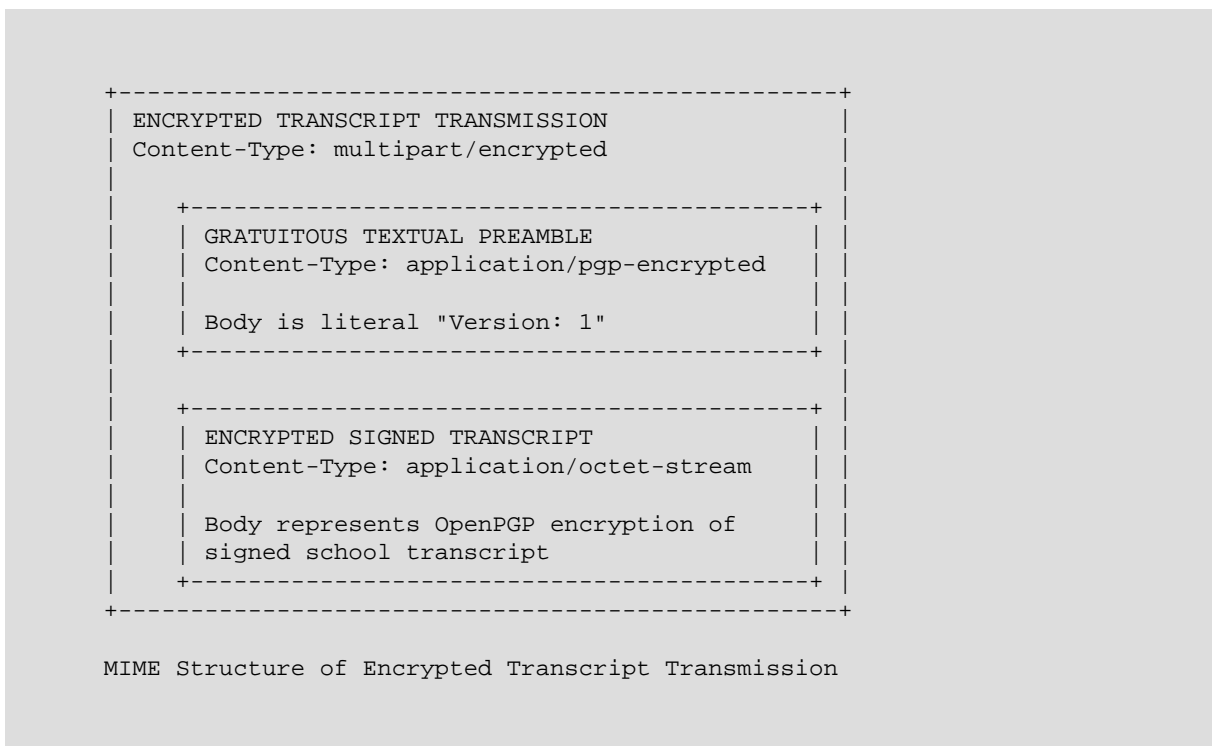 ENCRYPTED TRANSCRIPT TRANSMISSION
Content-Type: multipart/encrypted
GRATUITOUS TEXTUAL PREAMBLE
Content-Type: application/pgp-encrypted
Body is literal "Version: 1"
ENCRYPTED SIGNED TRANSCRIPT
Content-Type: application/octet-stream
Body represents OpenPGP encryption of
signed school transcript
MIME Structure of Encrypted Transcript Transmission